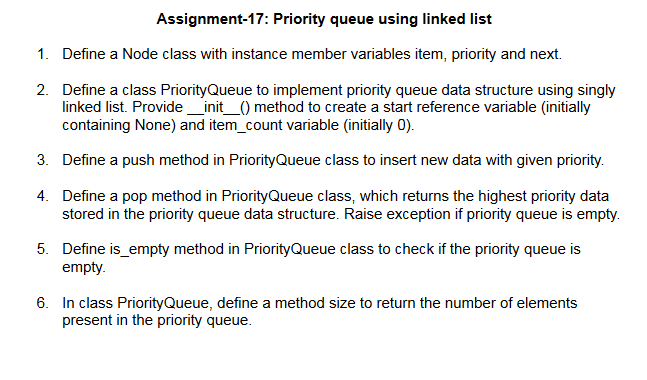 Assignment-17: Priority queue using linked list
1. Define a Node class with instance member variables item, priority and next.
2. Define a class PriorityQueue to implement priority queue data structure using singly
linked list. Provide __init__() method to create a start reference variable (initially
containing None) and item_count variable (initially 0).
3. Define a push method in PriorityQueue class to insert new data with given priority.
4. Define a pop method in PriorityQueue class, which returns the highest priority data
stored in the priority queue data structure. Raise exception if priority queue is empty.
5. Define is_empty method in PriorityQueue class to check if the priority queue is
empty.
6. In class PriorityQueue, define a method size to return the number of elements
present in the priority queue.